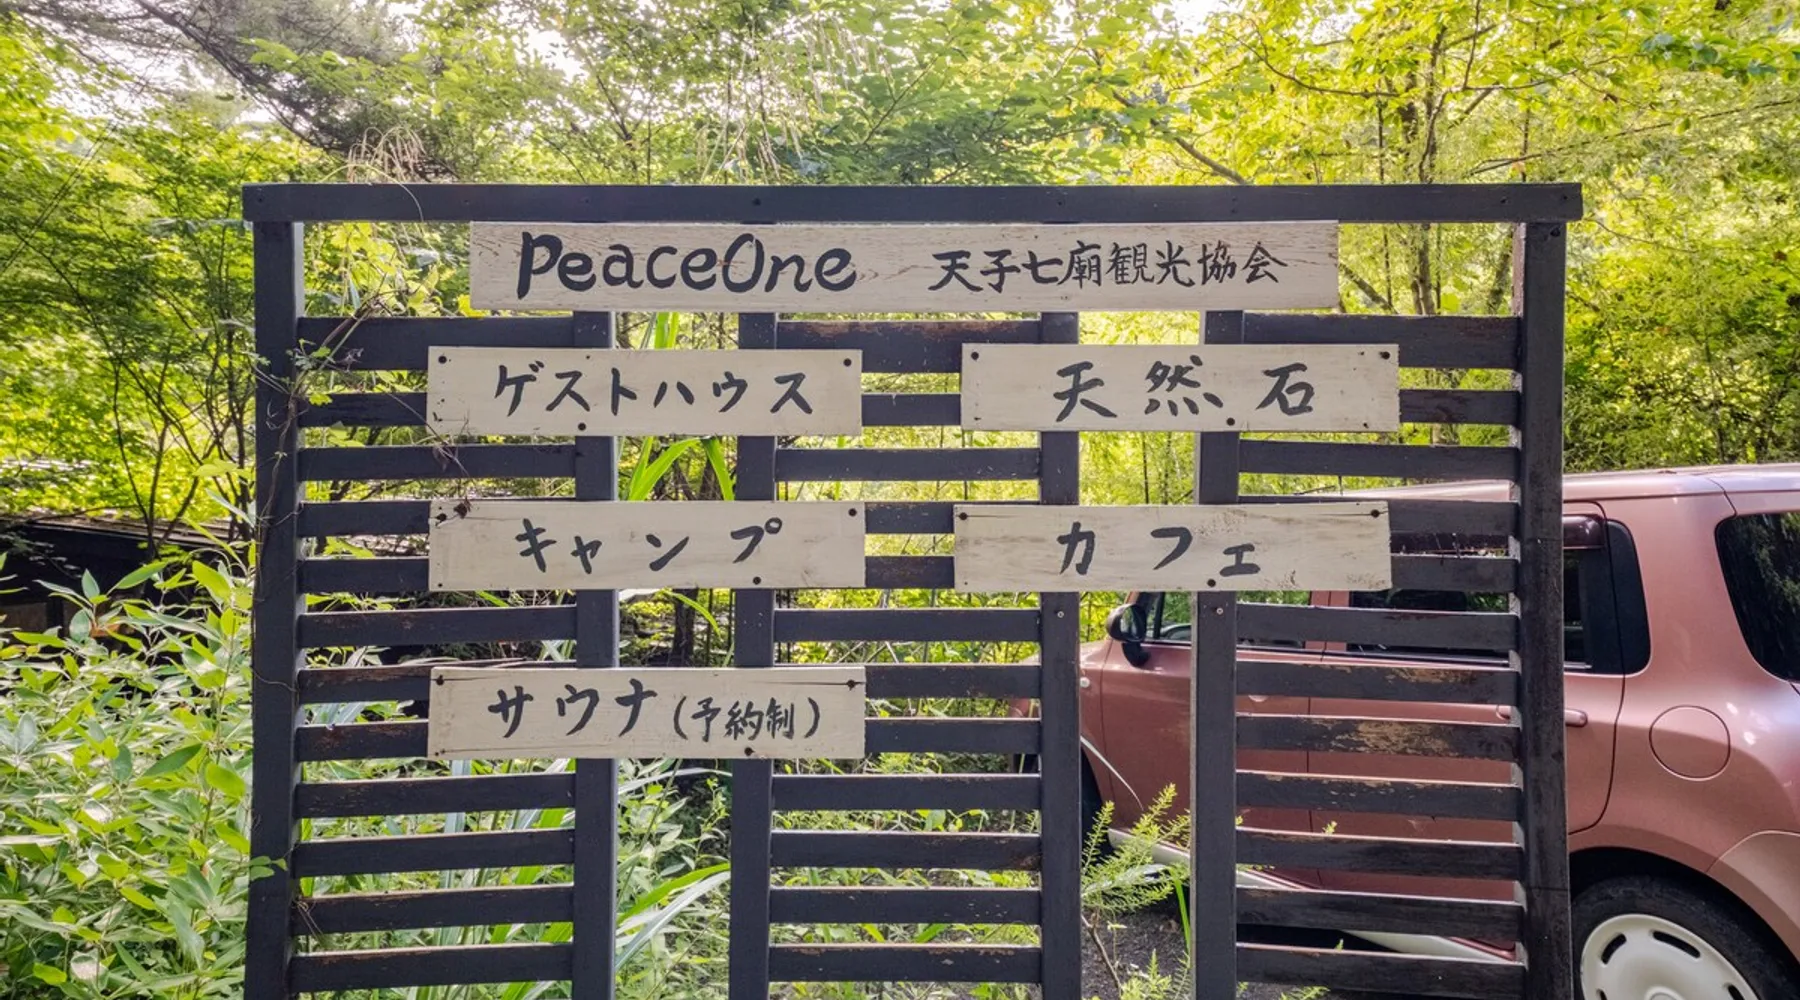 PeaceOne 天子七廟観光協会
ゲストハウス
天然石
キャンプ
カフェ
サウナ(予約制)